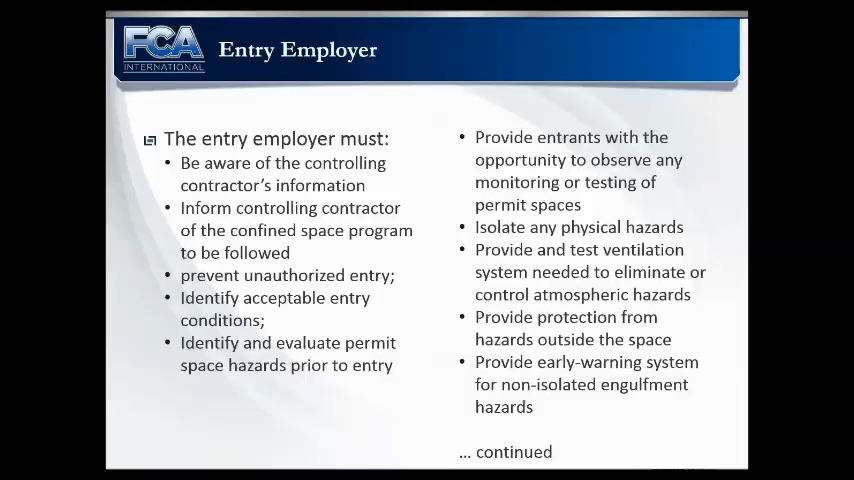 FCA
INTERNATIONAL
Entry Employer
The entry employer must:
• Be aware of the controlling
contractor's information
• Inform controlling contractor
of the confined space program
to be followed
• prevent unauthorized entry;
• Identify acceptable entry
conditions;
• Identify and evaluate permit
space hazards prior to entry
• Provide entrants with the
opportunity to observe any
monitoring or testing of
permit spaces
• Isolate any physical hazards
• Provide and test ventilation
system needed to eliminate or
control atmospheric hazards
• Provide protection from
hazards outside the space
• Provide early-warning system
for non-isolated engulfment
hazards
... continued